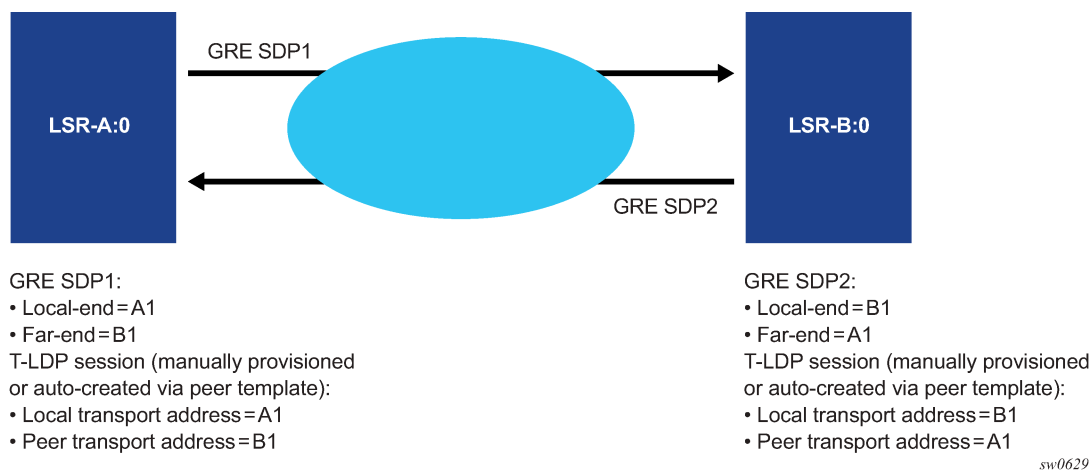 GRE SDP1
LSR-A:0
LSR-B:0
GRE SDP2
GRE SDP1:
• Local-end=A1
• Far-end=B1
T-LDP session (manually provisioned
or auto-created via peer template):
• Local transport address=A1
• Peer transport address=B1
GRE SDP2:
• Local-end=B1
• Far-end=A1
T-LDP session (manually provisioned
or auto-created via peer template):
• Local transport address=B1
• Peer transport address=A1
sw0629